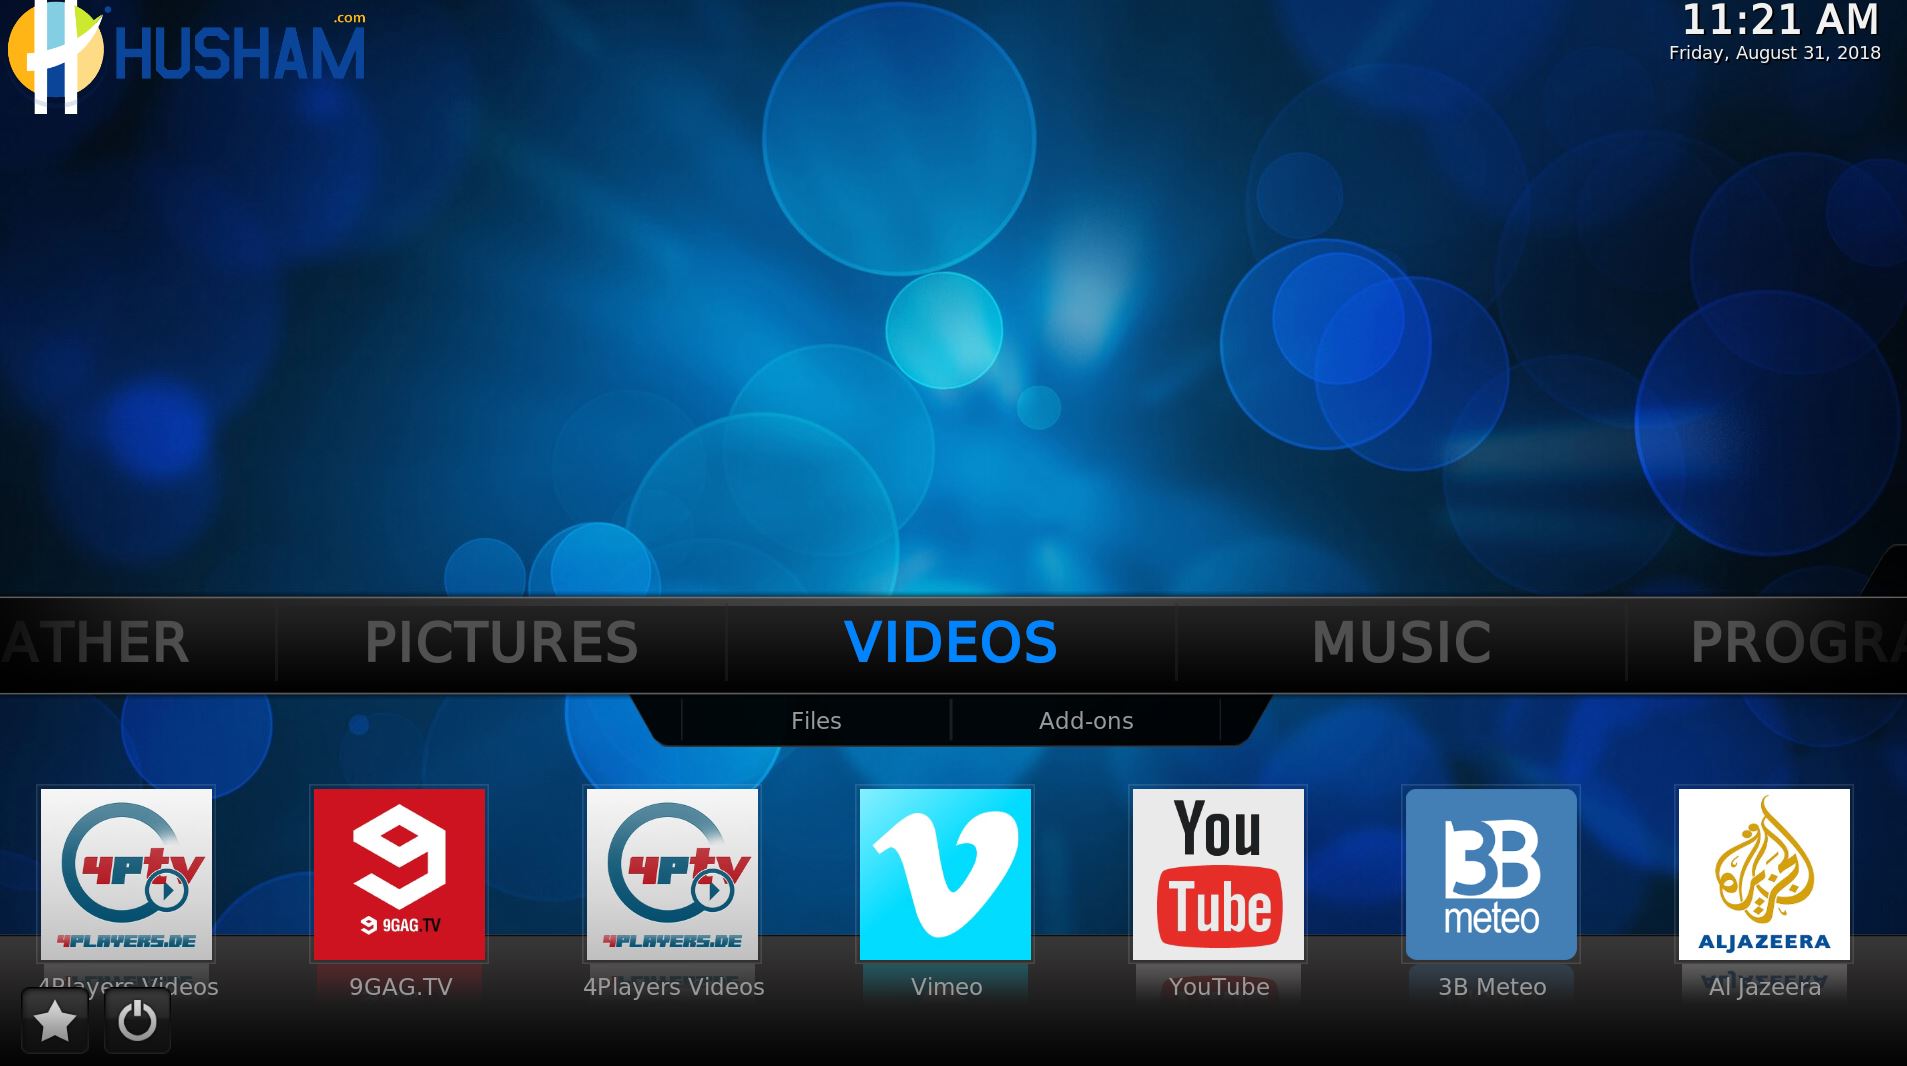 .com
HUSHAM
11:21 AM
Friday, August 31, 2018
ATHER
PICTURES
VIDEOS
MUSIC
PROGRA
Files
Add-ons
4Ptv
4PLAYERS.DE
9GAG.TV
4Ptv
4PLAYERS.DE
You
Tube
3B
meteo
الجزيرة
ALJAZEERA
4Players Videos
9GAG.TV
4Players Videos
Vimeo
YouTube
3B Meteo
Al Jazeera